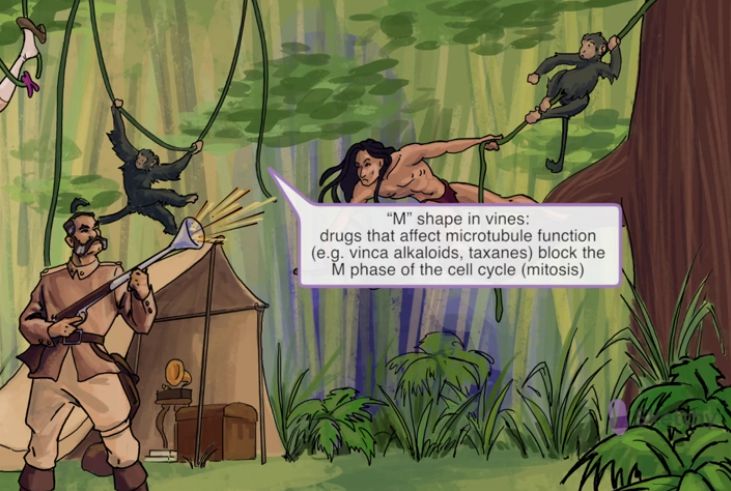 “M” shape in vines:
drugs that affect microtubule function
(e.g. vinca alkaloids, taxanes) block the
M phase of the cell cycle (mitosis)